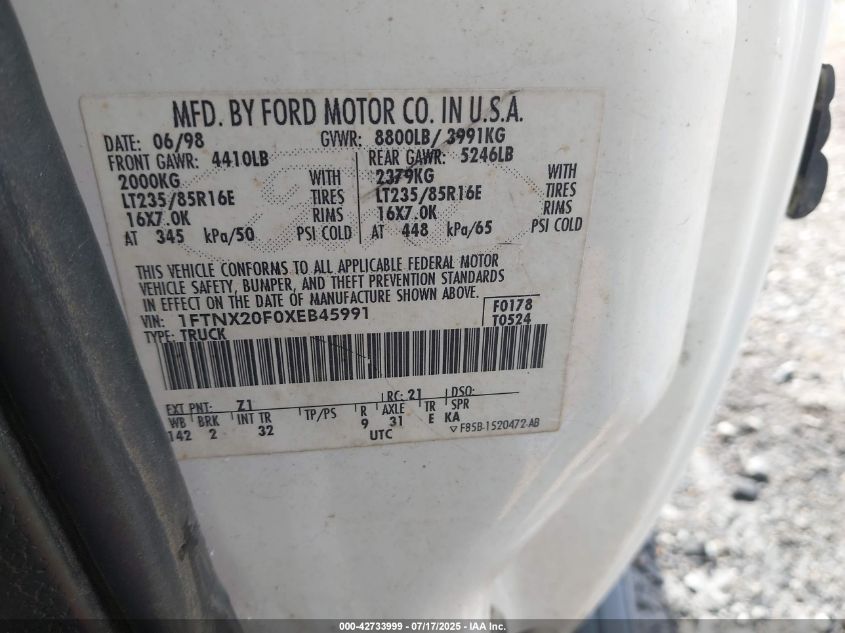 MFD. BY FORD MOTOR CO. IN U.S.A.
DATE: 06/98 GVWR: 8800LB/ 3991KG
FRONT GAWR: 4410LB REAR GAWR: 5246LB
2000KG WITH 2379KG WITH
LT235/85R16E TIRES LT235/85R16E TIRES
16X7.0K RIMS 16X7.0K RIMS
AT 345 kPa/50 PSI COLD AT 448 kPa/65 PSI COLD
THIS VEHICLE CONFORMS TO ALL APPLICABLE FEDERAL MOTOR
VEHICLE SAFETY, BUMPER, AND THEFT PREVENTION STANDARDS
IN EFFECT ON THE DATE OF MANUFACTURE SHOWN ABOVE.
VIN: 1FTNX20F0XEB45991 F0178
TYPE: TRUCK T0524
EXT PNT: Z1 RC: 21 DSO:
WB BRK INT TR TP/PS R AXLE TR SPR
142 2 32 9 31 E KA
UTC ▽ F85B-1520472-AB
000-42733999 - 07/17/2025 - IAA Inc.